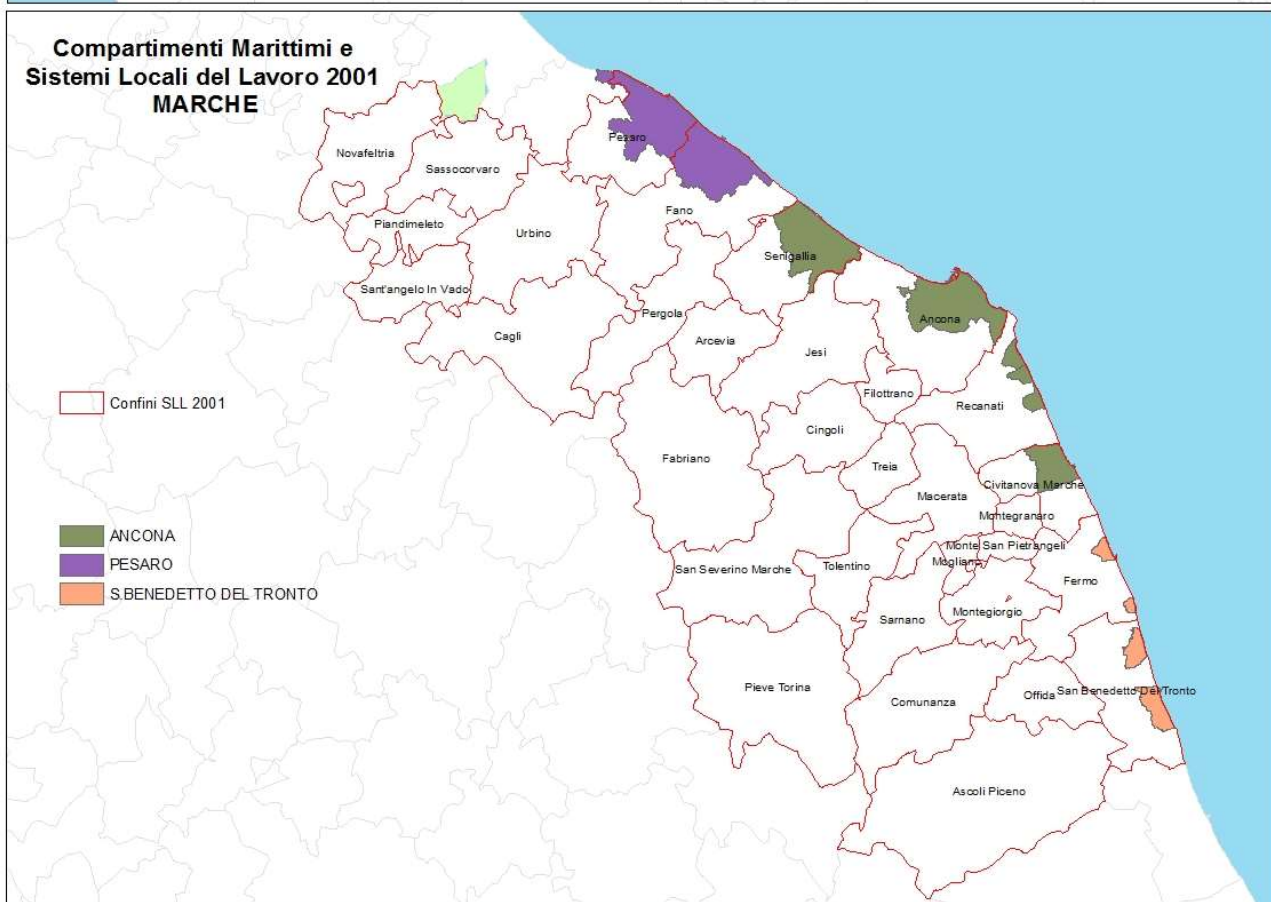 Compartimenti Marittimi e
Sistemi Locali del Lavoro 2001
MARCHE
Novafeltria
Pesaro
Sassocorvaro
Fano
Piandimeleto
Urbino
Senigallia
Sant'angelo In Vado
Pergola
Ancona
Cagli
Arcevia
Jesi
Filottrano
Confini SLL 2001
Recanati
Cingoli
Fabriano
Treia
Civitanova Marche
Macerata
Montegranaro
ANCONA
Monte San Pietrangeli
Mogliano
PESARO
San Severino Marche
Tolentino
Fermo
S.BENEDETTO DEL TRONTO
Montegiorgio
Sarnano
Pieve Torina
San Benedetto Del Tronto
Offida
Comunanza
Ascoli Piceno